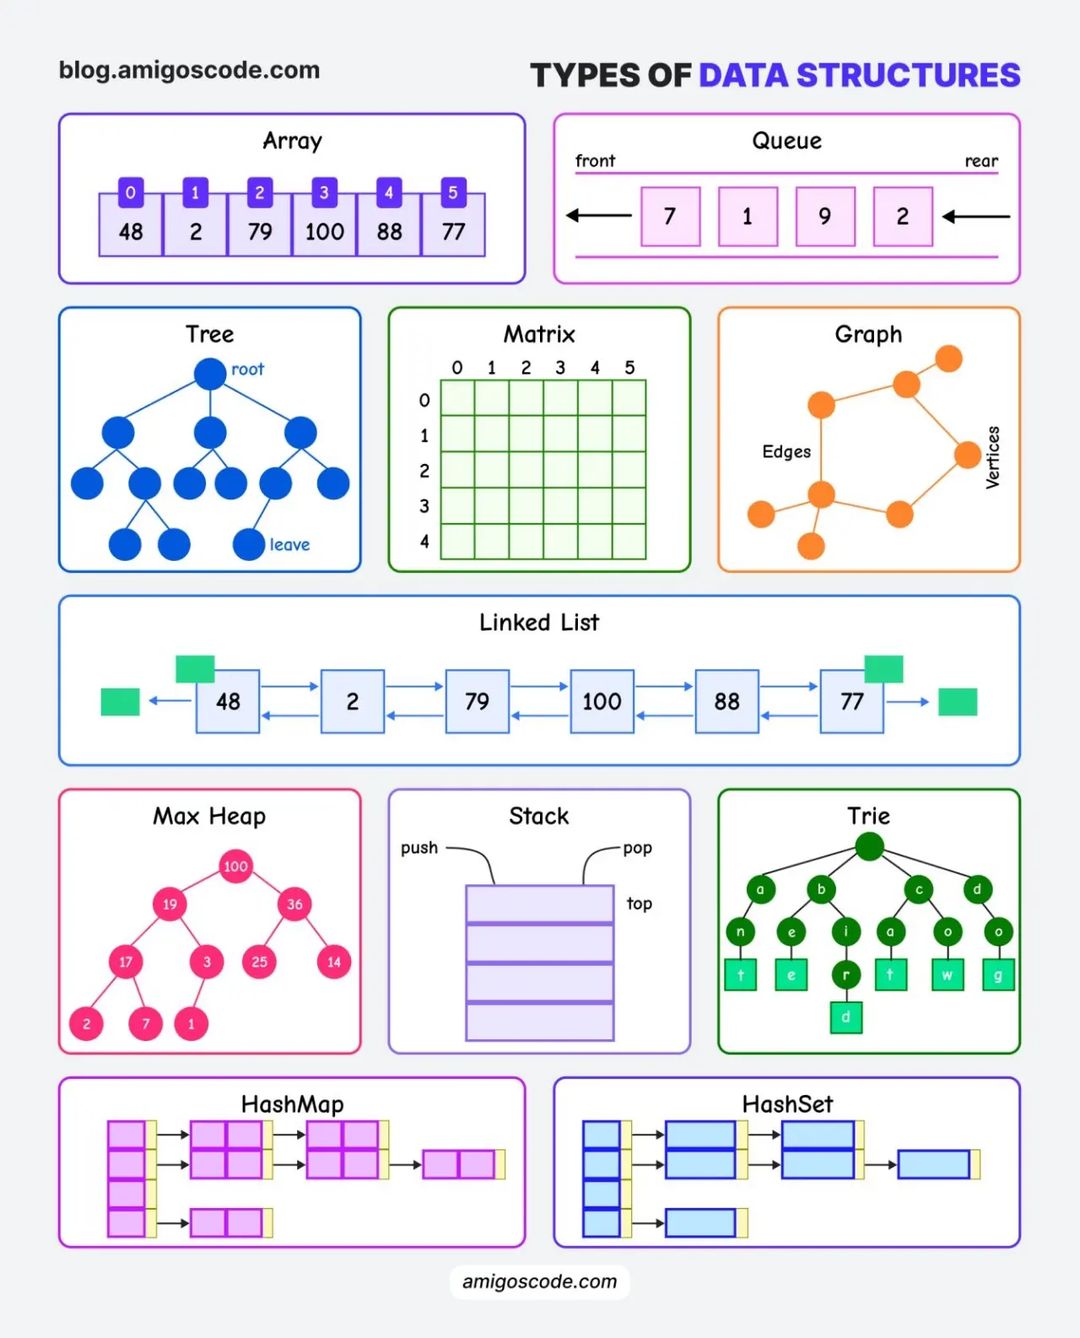 blog.amigoscode.com
TYPES OF DATA STRUCTURES
Array
0 1 2 3 4 5
48 2 79 100 88 77
Queue
front rear
7 1 9 2
Tree
root
leave
Matrix
0 1 2 3 4 5
0
1
2
3
4
Graph
Edges
Vertices
Linked List
48 2 79 100 88 77
Max Heap
100
19 36
17 3 25 14
2 7 1
Stack
push pop
top
Trie
a b c d
n e i a o o
t e r t w g
d
HashMap
HashSet
amigoscode.com